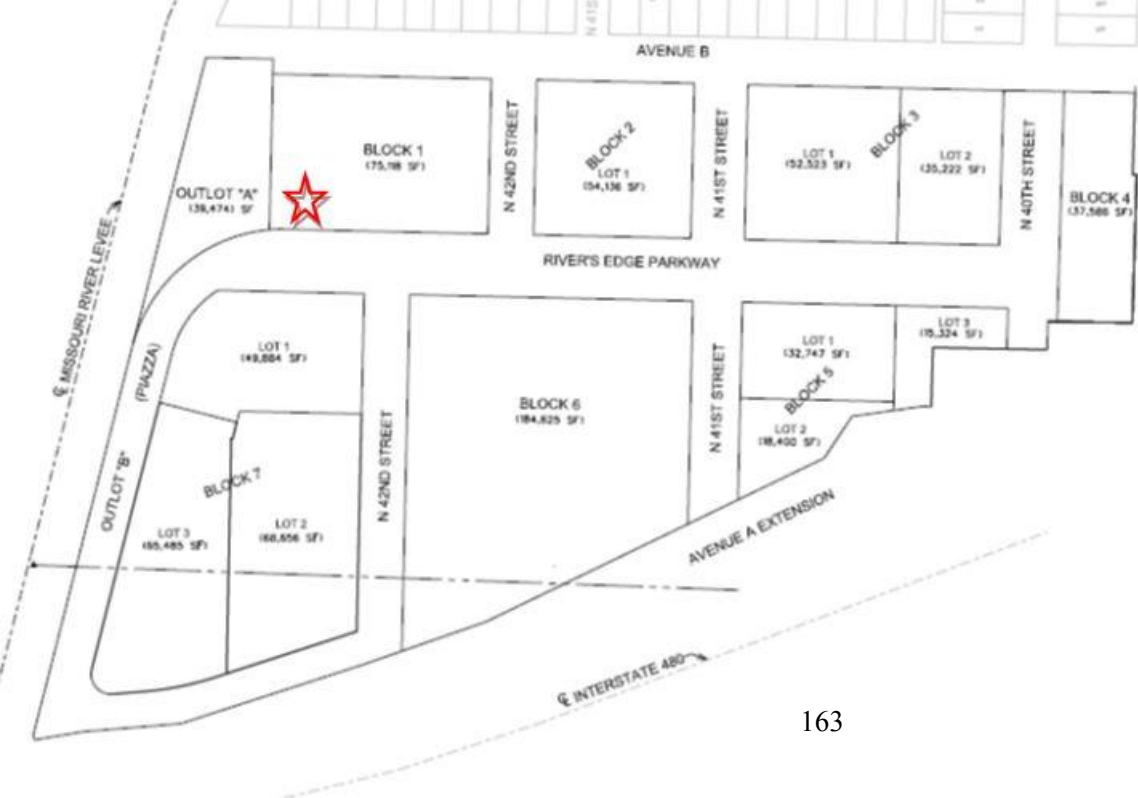 AVENUE B
N 41ST
BLOCK 1
(75,118 SF)
OUTLOT "A"
(39,474) SF
N 42ND STREET
BLOCK 2
LOT 1
(54,136 SF)
N 41ST STREET
BLOCK 3
LOT 1
(52,523 SF)
LOT 2
(35,222 SF)
N 40TH STREET
BLOCK 4
(37,586 SF)
RIVER'S EDGE PARKWAY
℄ MISSOURI RIVER LEVEE
(PIAZZA)
OUTLOT "B"
LOT 1
(49,884 SF)
BLOCK 7
LOT 3
(65,485 SF)
LOT 2
(68,656 SF)
N 42ND STREET
BLOCK 6
(184,625 SF)
N 41ST STREET
LOT 1
(32,747 SF)
BLOCK 5
LOT 2
(18,400 SF)
LOT 3
(15,324 SF)
AVENUE A EXTENSION
℄ INTERSTATE 480
163